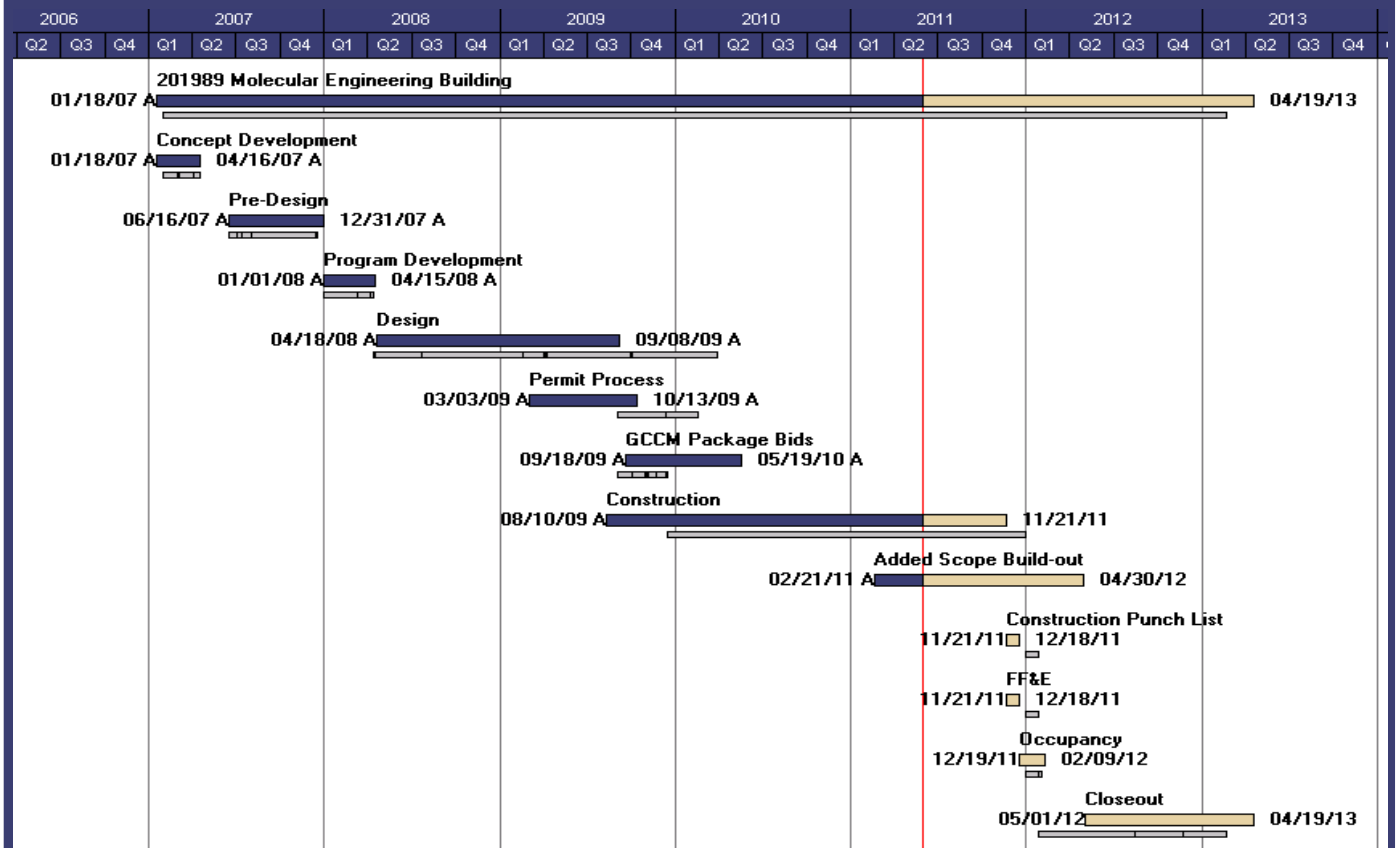 2006 2007 2008 2009 2010 2011 2012 2013
Q2 Q3 Q4 Q1 Q2 Q3 Q4 Q1 Q2 Q3 Q4 Q1 Q2 Q3 Q4 Q1 Q2 Q3 Q4 Q1 Q2 Q3 Q4 Q1 Q2 Q3 Q4 Q1 Q2 Q3 Q4
201989 Molecular Engineering Building
01/18/07 A 04/19/13
Concept Development
01/18/07 A 04/16/07 A
Pre-Design
06/16/07 A 12/31/07 A
Program Development
01/01/08 A 04/15/08 A
Design
04/18/08 A 09/08/09 A
Permit Process
03/03/09 A 10/13/09 A
GCCM Package Bids
09/18/09 A 05/19/10 A
Construction
08/10/09 A 11/21/11
Added Scope Build-out
02/21/11 A 04/30/12
Construction Punch List
11/21/11 12/18/11
FF&E
11/21/11 12/18/11
Occupancy
12/19/11 02/09/12
Closeout
05/01/12 04/19/13